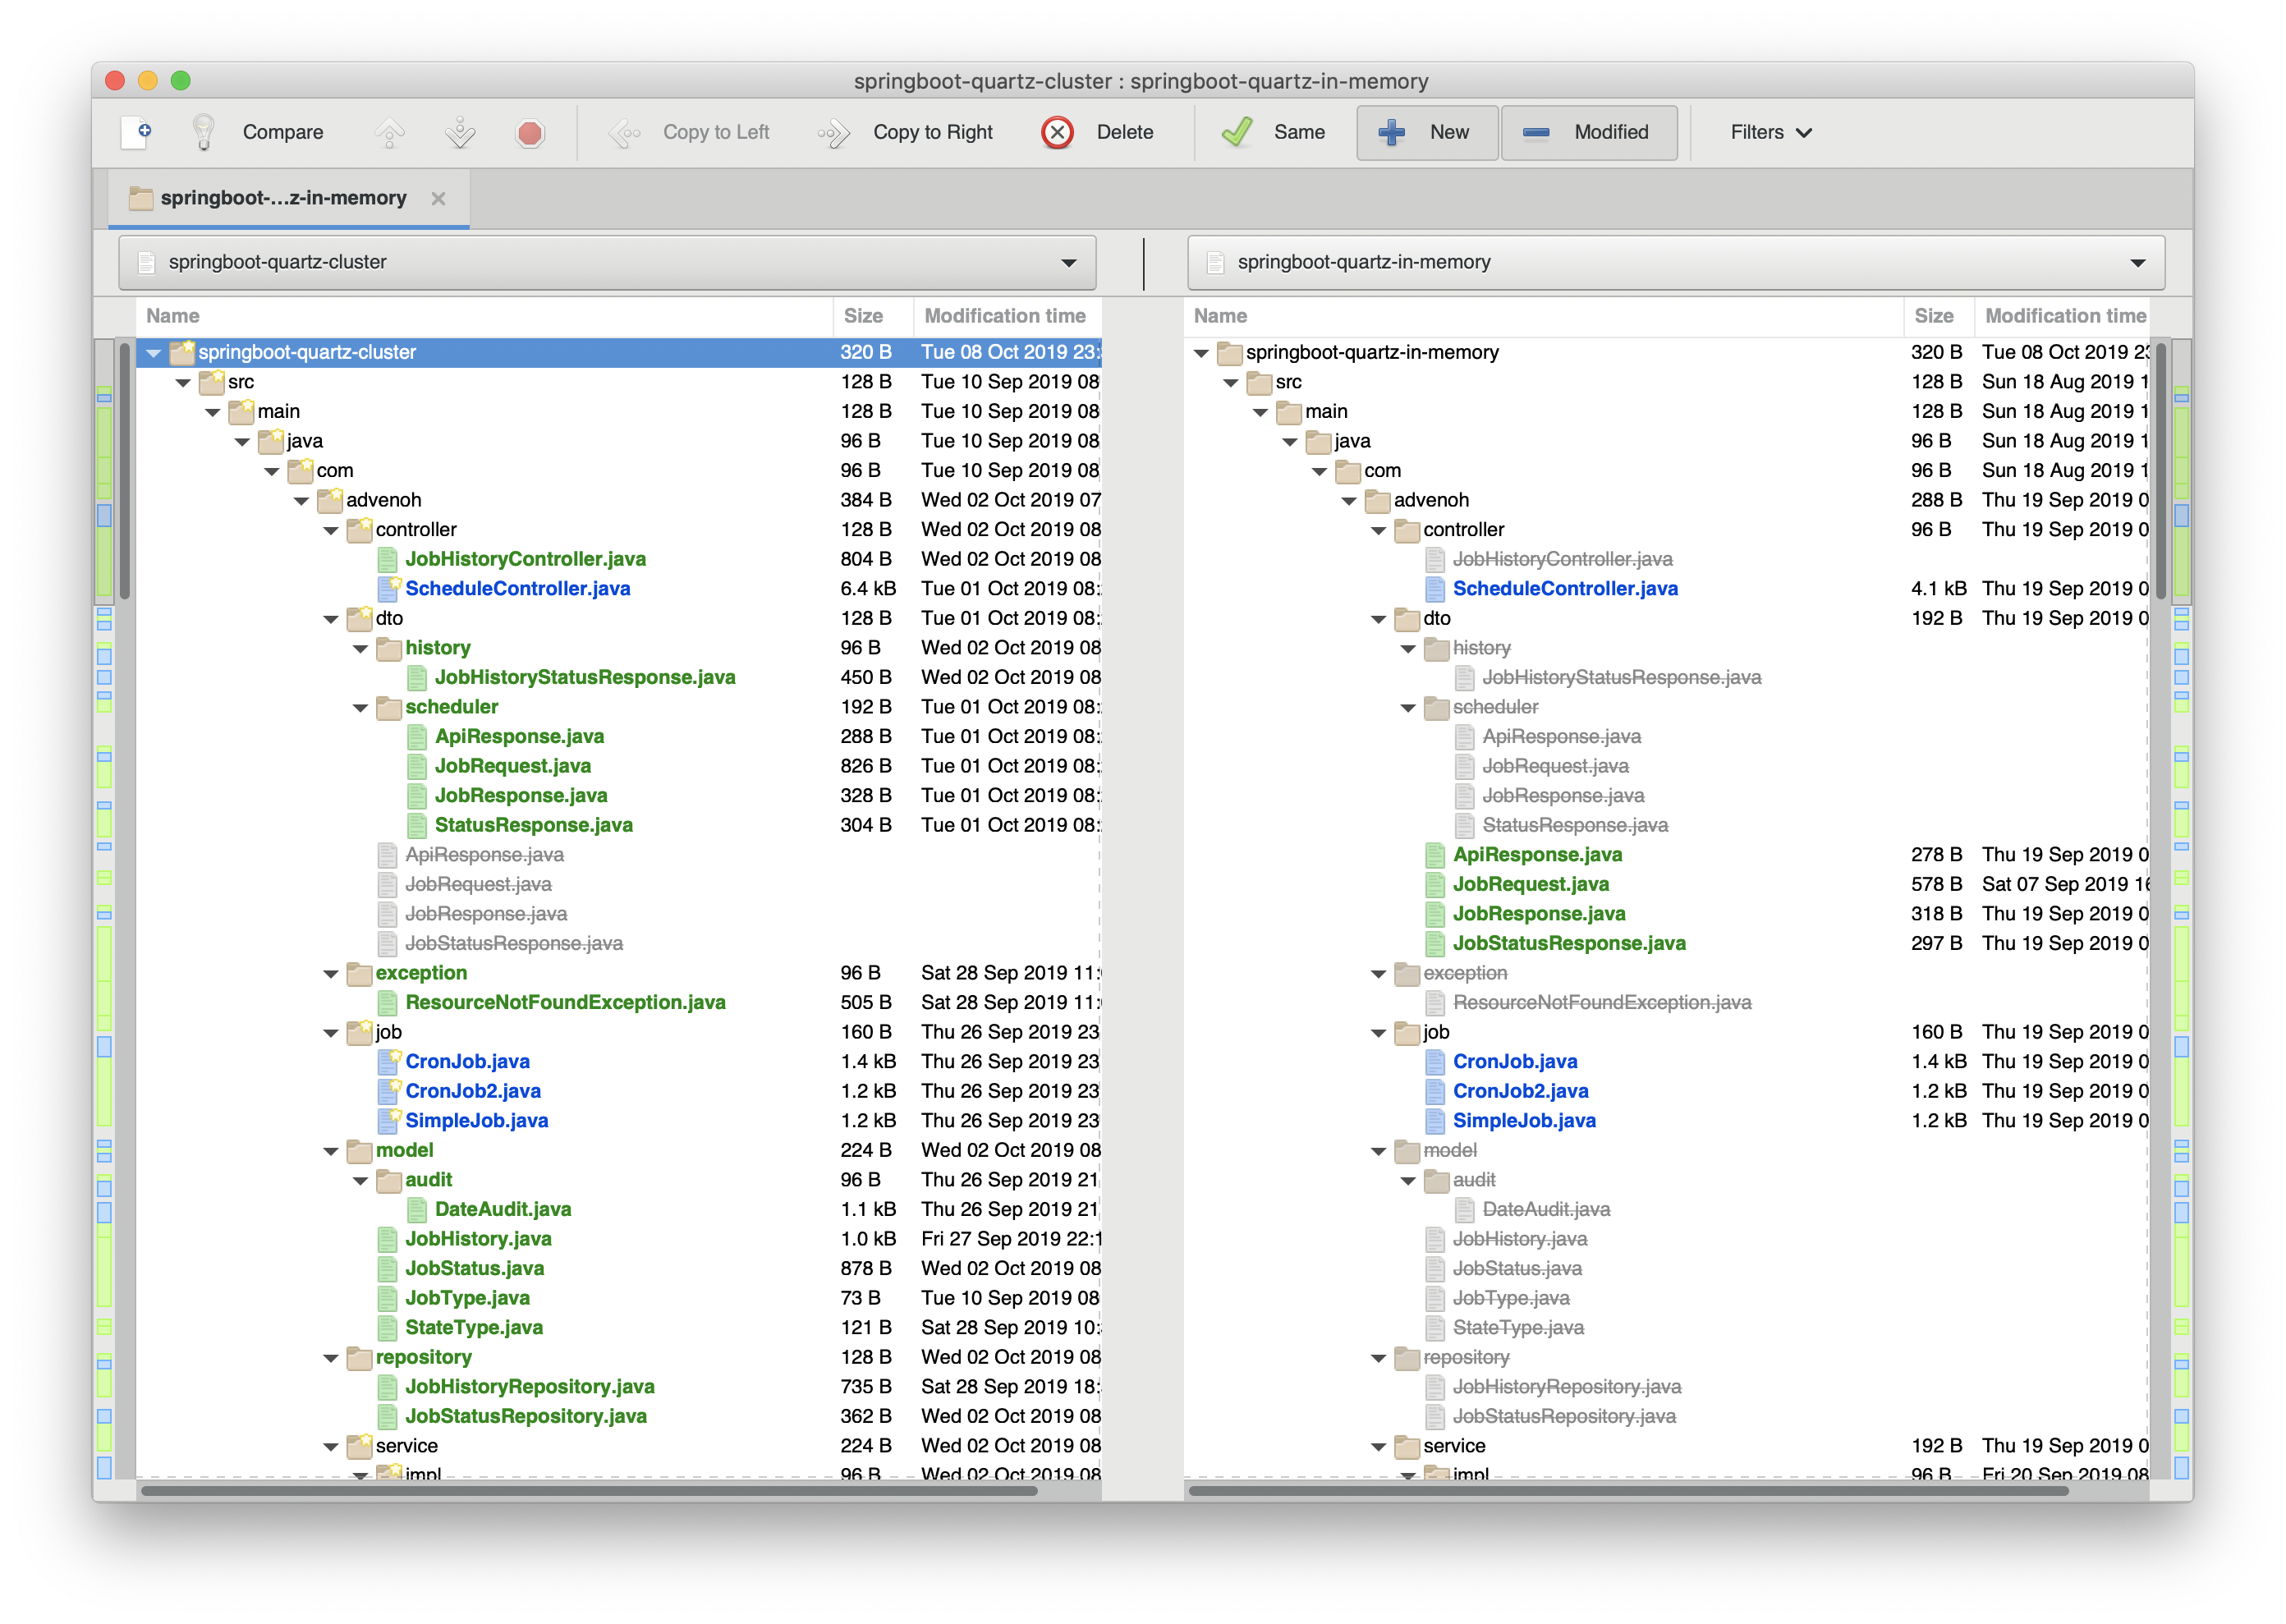 springboot-quartz-cluster : springboot-quartz-in-memory
Compare Copy to Left Copy to Right Delete Same New Modified Filters
springboot-...z-in-memory
springboot-quartz-cluster springboot-quartz-in-memory
Name Size Modification time Name Size Modification time
springboot-quartz-cluster 320 B Tue 08 Oct 2019 23: springboot-quartz-in-memory 320 B Tue 08 Oct 2019
src 128 B Tue 10 Sep 2019 08 src 128 B Sun 18 Aug 2019 1
main 128 B Tue 10 Sep 2019 08 main 128 B Sun 18 Aug 2019 1
java 96 B Tue 10 Sep 2019 08 java 96 B Sun 18 Aug 2019 1
com 96 B Tue 10 Sep 2019 08 com 96 B Sun 18 Aug 2019 1
advenoh 384 B Wed 02 Oct 2019 07 advenoh 288 B Thu 19 Sep 2019 0
controller 128 B Wed 02 Oct 2019 08 controller 96 B Thu 19 Sep 2019 0
JobHistoryController.java 804 B Wed 02 Oct 2019 08 JobHistoryController.java
ScheduleController.java 6.4 kB Tue 01 Oct 2019 08: ScheduleController.java 4.1 kB Thu 19 Sep 2019 0
dto 128 B Tue 01 Oct 2019 08: dto 192 B Thu 19 Sep 2019 0
history 96 B Wed 02 Oct 2019 08 history
JobHistoryStatusResponse.java 450 B Wed 02 Oct 2019 08 JobHistoryStatusResponse.java
scheduler 192 B Tue 01 Oct 2019 08: scheduler
ApiResponse.java 288 B Tue 01 Oct 2019 08: ApiResponse.java
JobRequest.java 826 B Tue 01 Oct 2019 08: JobRequest.java
JobResponse.java 328 B Tue 01 Oct 2019 08: JobResponse.java
StatusResponse.java 304 B Tue 01 Oct 2019 08: StatusResponse.java
ApiResponse.java ApiResponse.java 278 B Thu 19 Sep 2019 0
JobRequest.java JobRequest.java 578 B Sat 07 Sep 2019
JobResponse.java JobResponse.java 318 B Thu 19 Sep 2019 0
JobStatusResponse.java JobStatusResponse.java 297 B Thu 19 Sep 2019 0
exception 96 B Sat 28 Sep 2019 11: exception
ResourceNotFoundException.java 505 B Sat 28 Sep 2019 11: ResourceNotFoundException.java
job 160 B Thu 26 Sep 2019 23 job 160 B Thu 19 Sep 2019 0
CronJob.java 1.4 kB Thu 26 Sep 2019 23 CronJob.java 1.4 kB Thu 19 Sep 2019 0
CronJob2.java 1.2 kB Thu 26 Sep 2019 23 CronJob2.java 1.2 kB Thu 19 Sep 2019 0
SimpleJob.java 1.2 kB Thu 26 Sep 2019 23 SimpleJob.java 1.2 kB Thu 19 Sep 2019 0
model 224 B Wed 02 Oct 2019 08 model
audit 96 B Thu 26 Sep 2019 21 audit
DateAudit.java 1.1 kB Thu 26 Sep 2019 21 DateAudit.java
JobHistory.java 1.0 kB Fri 27 Sep 2019 22:1 JobHistory.java
JobStatus.java 878 B Wed 02 Oct 2019 08 JobStatus.java
JobType.java 73 B Tue 10 Sep 2019 08 JobType.java
StateType.java 121 B Sat 28 Sep 2019 10: StateType.java
repository 128 B Wed 02 Oct 2019 08 repository
JobHistoryRepository.java 735 B Sat 28 Sep 2019 18: JobHistoryRepository.java
JobStatusRepository.java 362 B Wed 02 Oct 2019 08 JobStatusRepository.java
service 224 B Wed 02 Oct 2019 08 service 192 B Thu 19 Sep 2019 0
impl 96 B Wed 02 Oct 2019 08 impl 96 B Fri 20 Sep 2019 08